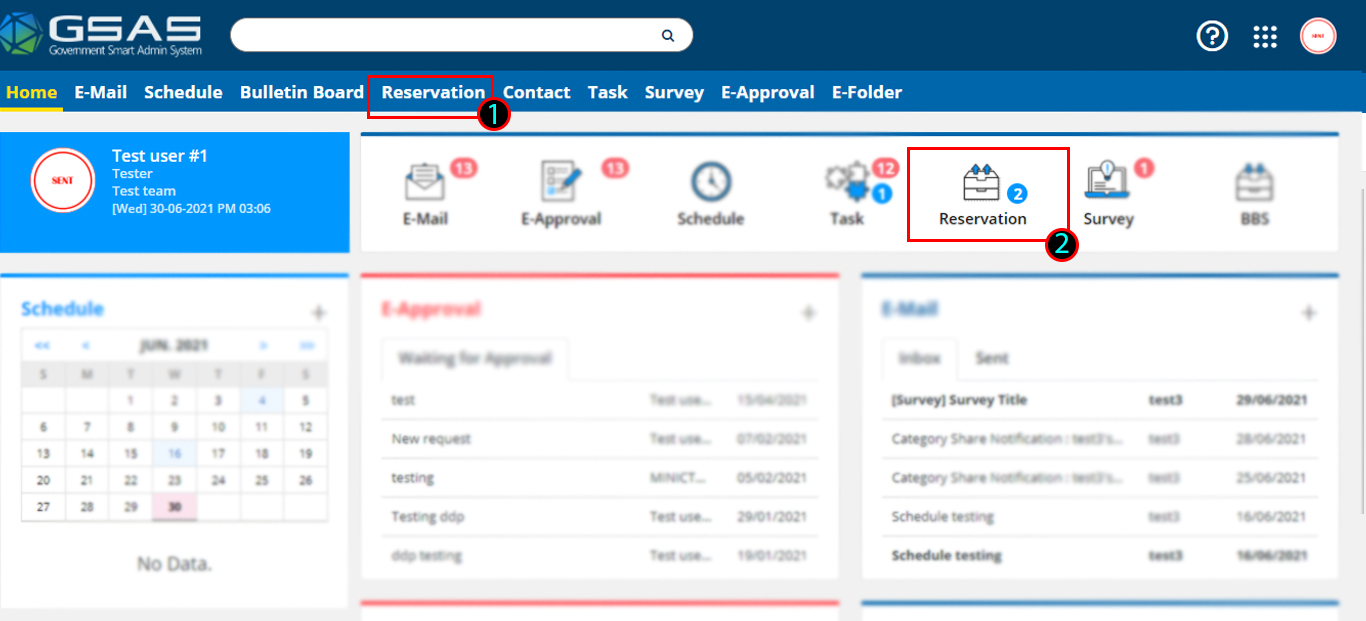 GSAS
Government Smart Admin System
SENT
Home E-Mail Schedule Bulletin Board Reservation Contact Task Survey E-Approval E-Folder
1
SENT
Test user #1
Tester
Test team
[Wed] 30-06-2021 PM 03:06
13 13 12 1 2 1
E-Mail E-Approval Schedule Task Reservation Survey BBS
2
Schedule +
<< < JUN. 2021 > >>
S M T W T F S
1 2 3 4 5
6 7 8 9 10 11 12
13 14 15 16 17 18 19
20 21 22 23 24 25 26
27 28 29 30
No Data.
E-Approval +
Waiting for Approval
test Test use... 15/04/2021
New request Test use... 07/02/2021
testing MINICT... 05/02/2021
Testing ddp Test use... 29/01/2021
ddp testing Test use... 19/01/2021
E-Mail +
Inbox Sent
[Survey] Survey Title test3 29/06/2021
Category Share Notification : test3's... test3 28/06/2021
Category Share Notification : test3's... test3 25/06/2021
Schedule testing test3 16/06/2021
Schedule testing test3 16/06/2021